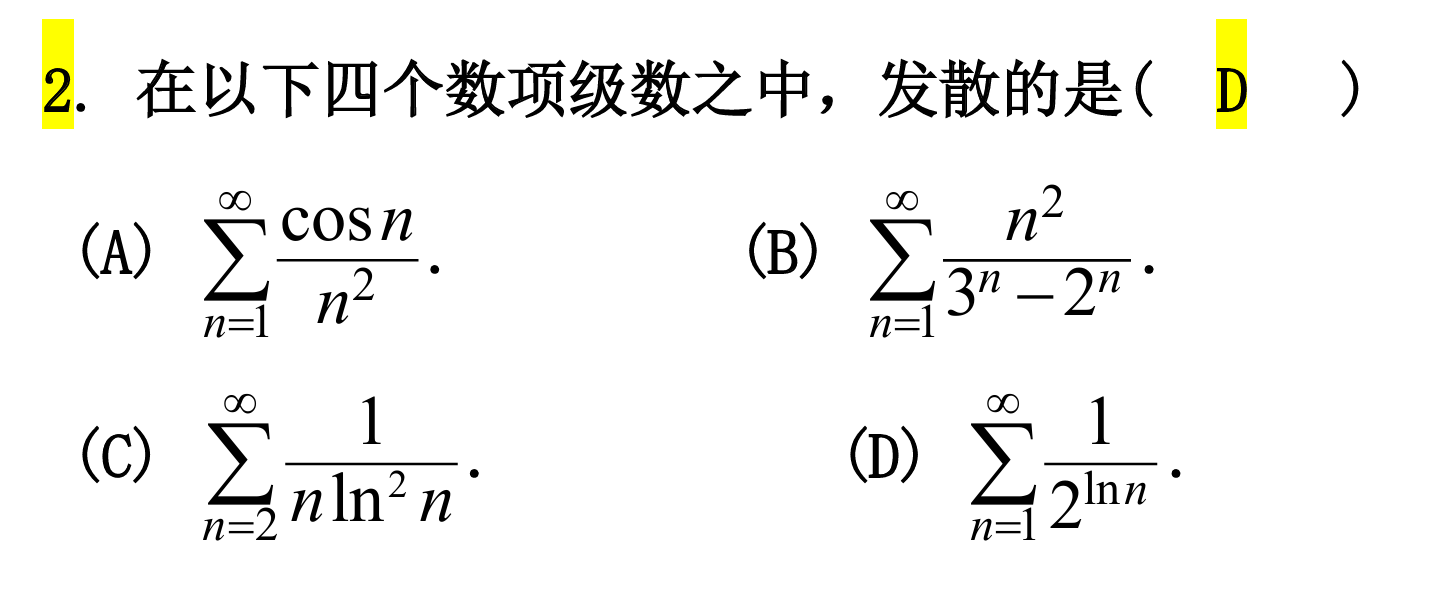 2. 在以下四个数项级数之中，发散的是( D )
(A) $\sum_{n=1}^{\infty}\frac{\cos n}{n^2}$. (B) $\sum_{n=1}^{\infty}\frac{n^2}{3^n-2^n}$.
(C) $\sum_{n=2}^{\infty}\frac{1}{n\ln^2 n}$. (D) $\sum_{n=1}^{\infty}\frac{1}{2^{\ln n}}$.